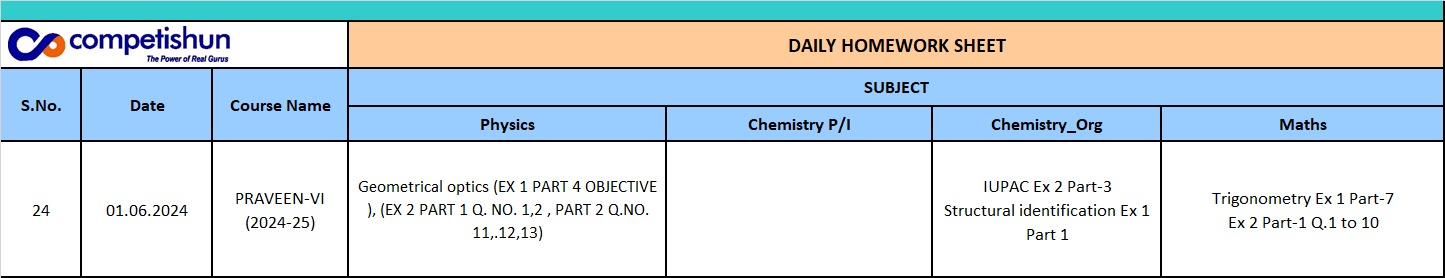 competishun
The Power of Real Gurus
DAILY HOMEWORK SHEET
S.No.
Date
Course Name
SUBJECT
Physics
Chemistry P/I
Chemistry_Org
Maths
24
01.06.2024
PRAVEEN-VI
(2024-25)
Geometrical optics (EX 1 PART 4 OBJECTIVE
), (EX 2 PART 1 Q. NO. 1,2 , PART 2 Q.NO.
11,.12,13)
IUPAC Ex 2 Part-3
Structural identification Ex 1
Part 1
Trigonometry Ex 1 Part-7
Ex 2 Part-1 Q.1 to 10